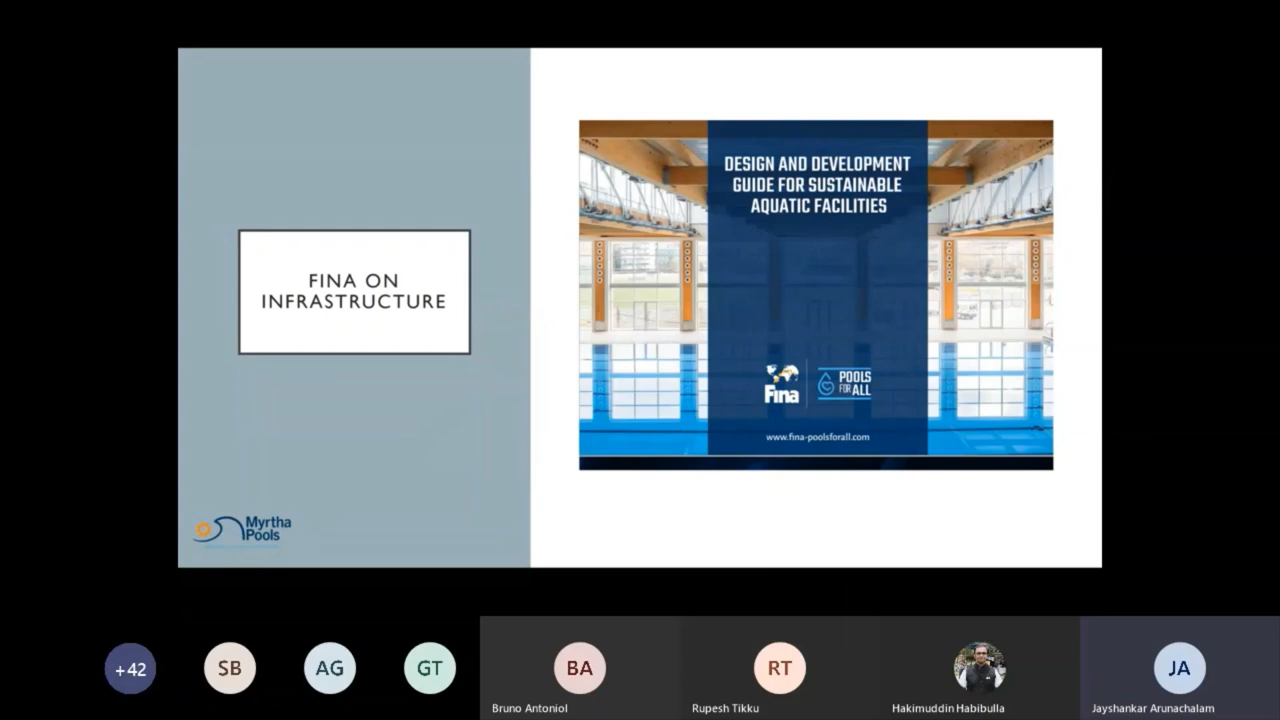 FINA ON
INFRASTRUCTURE
DESIGN AND DEVELOPMENT
GUIDE FOR SUSTAINABLE
AQUATIC FACILITIES
Fina
POOLS
FOR ALL
www.fina-poolsforall.com
Myrtha
Pools
+42
SB
AG
GT
BA
RT
JA
Bruno Antoniol
Rupesh Tikku
Hakimuddin Habibulla
Jayshankar Arunachalam